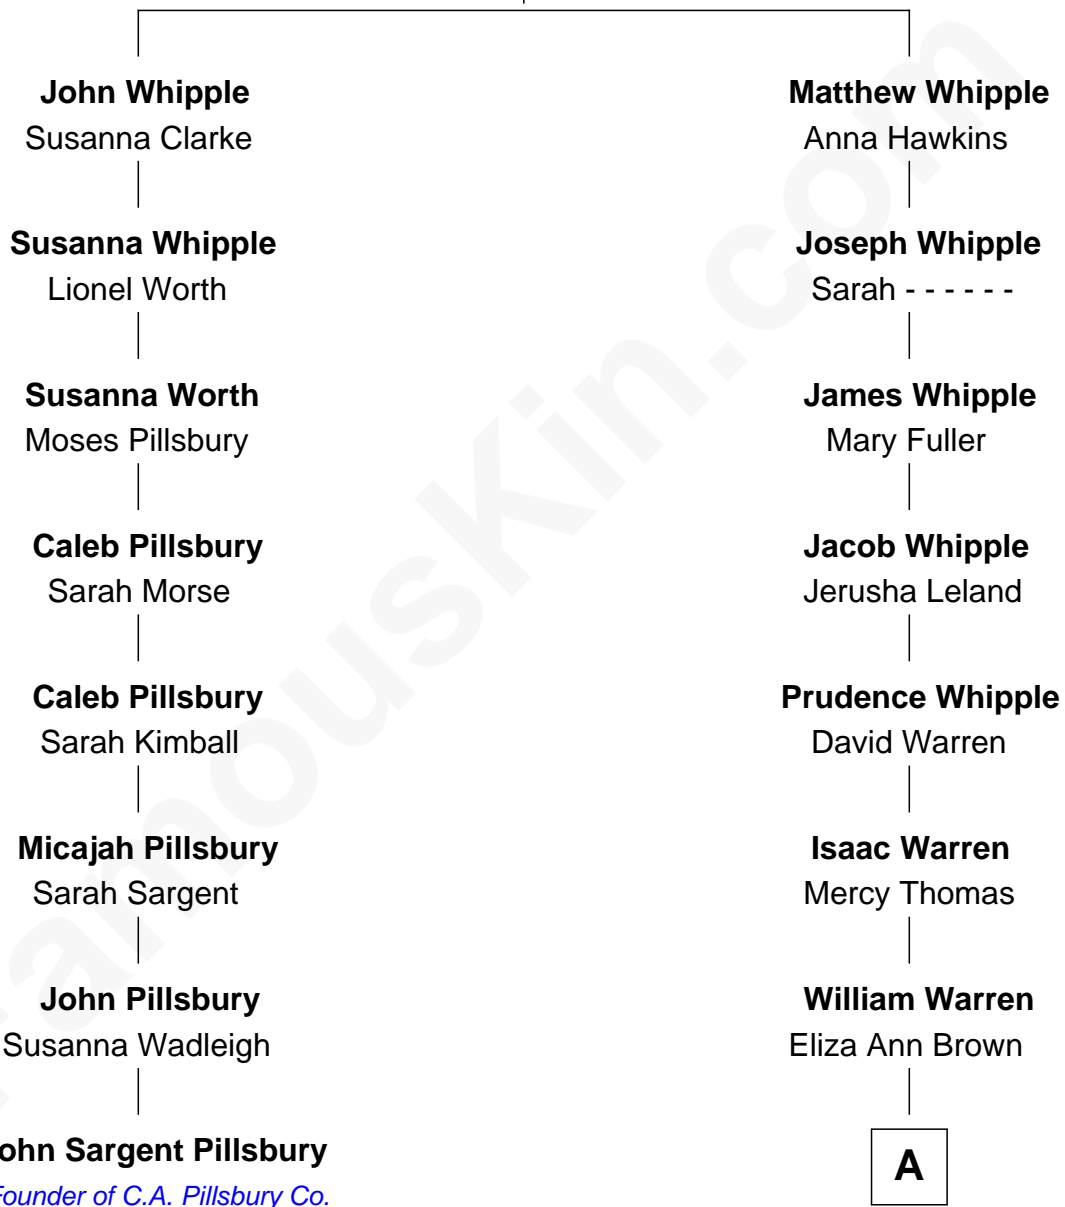 John Whipple
Susanna Clarke
Susanna Whipple
Lionel Worth
Susanna Worth
Moses Pillsbury
Caleb Pillsbury
Sarah Morse
Caleb Pillsbury
Sarah Kimball
Micajah Pillsbury
Sarah Sargent
John Pillsbury
Susanna Wadleigh
ohn Sargent Pillsbury
Founder of C.A. Pillsbury Co.
Matthew Whipple
Anna Hawkins
Joseph Whipple
Sarah - - - - - -
James Whipple
Mary Fuller
Jacob Whipple
Jerusha Leland
Prudence Whipple
David Warren
Isaac Warren
Mercy Thomas
William Warren
Eliza Ann Brown
A
FamousKin.com